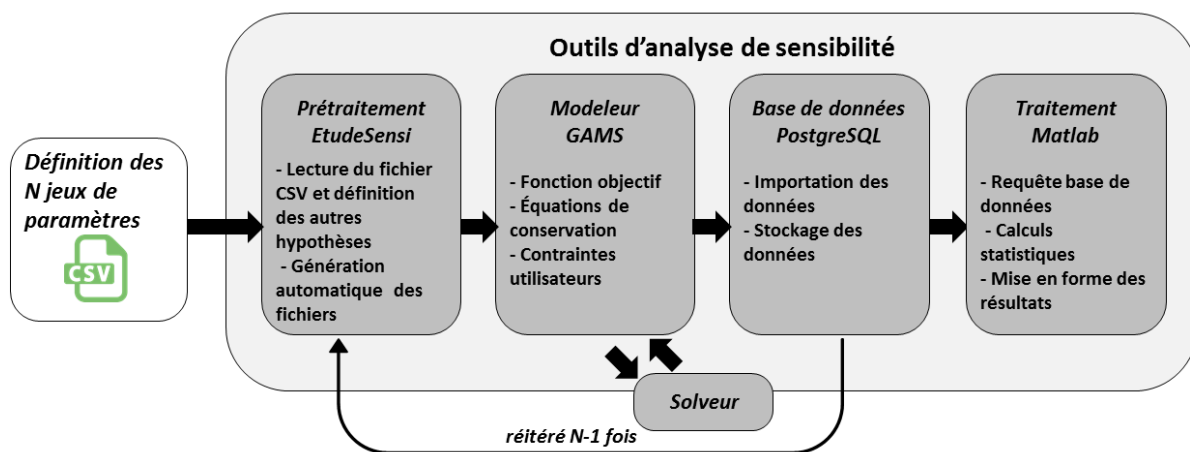 Outils d'analyse de sensibilité
Définition des
N jeux de
paramètres
CSV
Prétraitement
EtudeSensi
- Lecture du fichier
CSV et définition
des autres
hypothèses
- Génération
automatique des
fichiers
Modeleur
GAMS
- Fonction objectif
- Équations de
conservation
- Contraintes
utilisateurs
Base de données
PostgreSQL
- Importation des
données
- Stockage des
données
Traitement
Matlab
- Requête base de
données
- Calculs
statistiques
- Mise en forme des
résultats
Solveur
réitéré N-1 fois